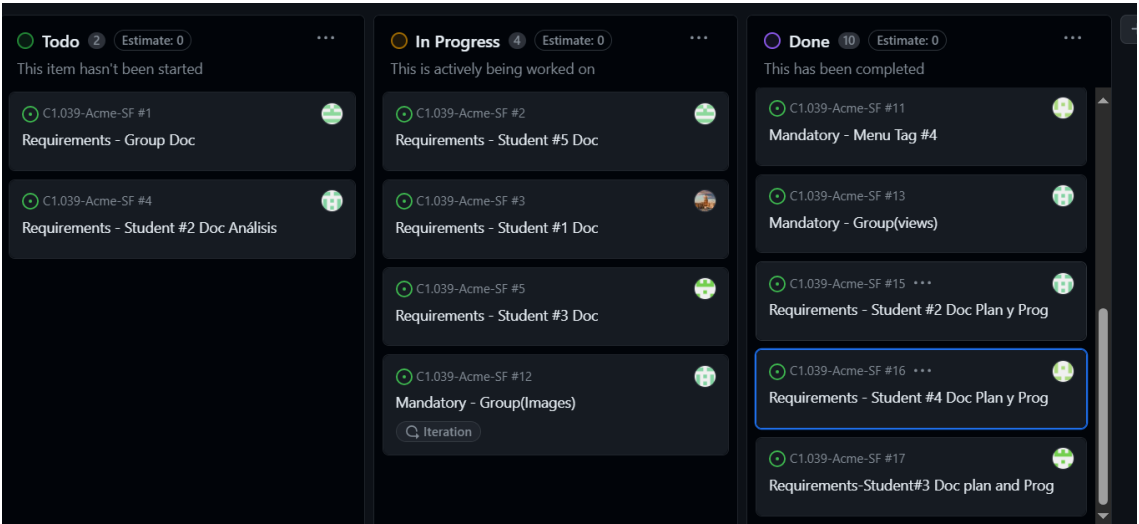 Todo 2 Estimate: 0
This item hasn't been started
C1.039-Acme-SF #1
Requirements - Group Doc
C1.039-Acme-SF #4
Requirements - Student #2 Doc Análisis
In Progress 4 Estimate: 0
This is actively being worked on
C1.039-Acme-SF #2
Requirements - Student #5 Doc
C1.039-Acme-SF #3
Requirements - Student #1 Doc
C1.039-Acme-SF #5
Requirements - Student #3 Doc
C1.039-Acme-SF #12
Mandatory - Group(Images)
Iteration
Done 10 Estimate: 0
This has been completed
C1.039-Acme-SF #11
Mandatory - Menu Tag #4
C1.039-Acme-SF #13
Mandatory - Group(views)
C1.039-Acme-SF #15
Requirements - Student #2 Doc Plan y Prog
C1.039-Acme-SF #16
Requirements - Student #4 Doc Plan y Prog
C1.039-Acme-SF #17
Requirements-Student#3 Doc plan and Prog